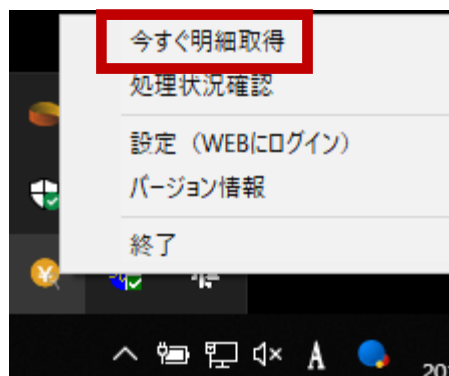 今すぐ明細取得
処理状況確認
設定（WEBにログイン）
バージョン情報
終了
A